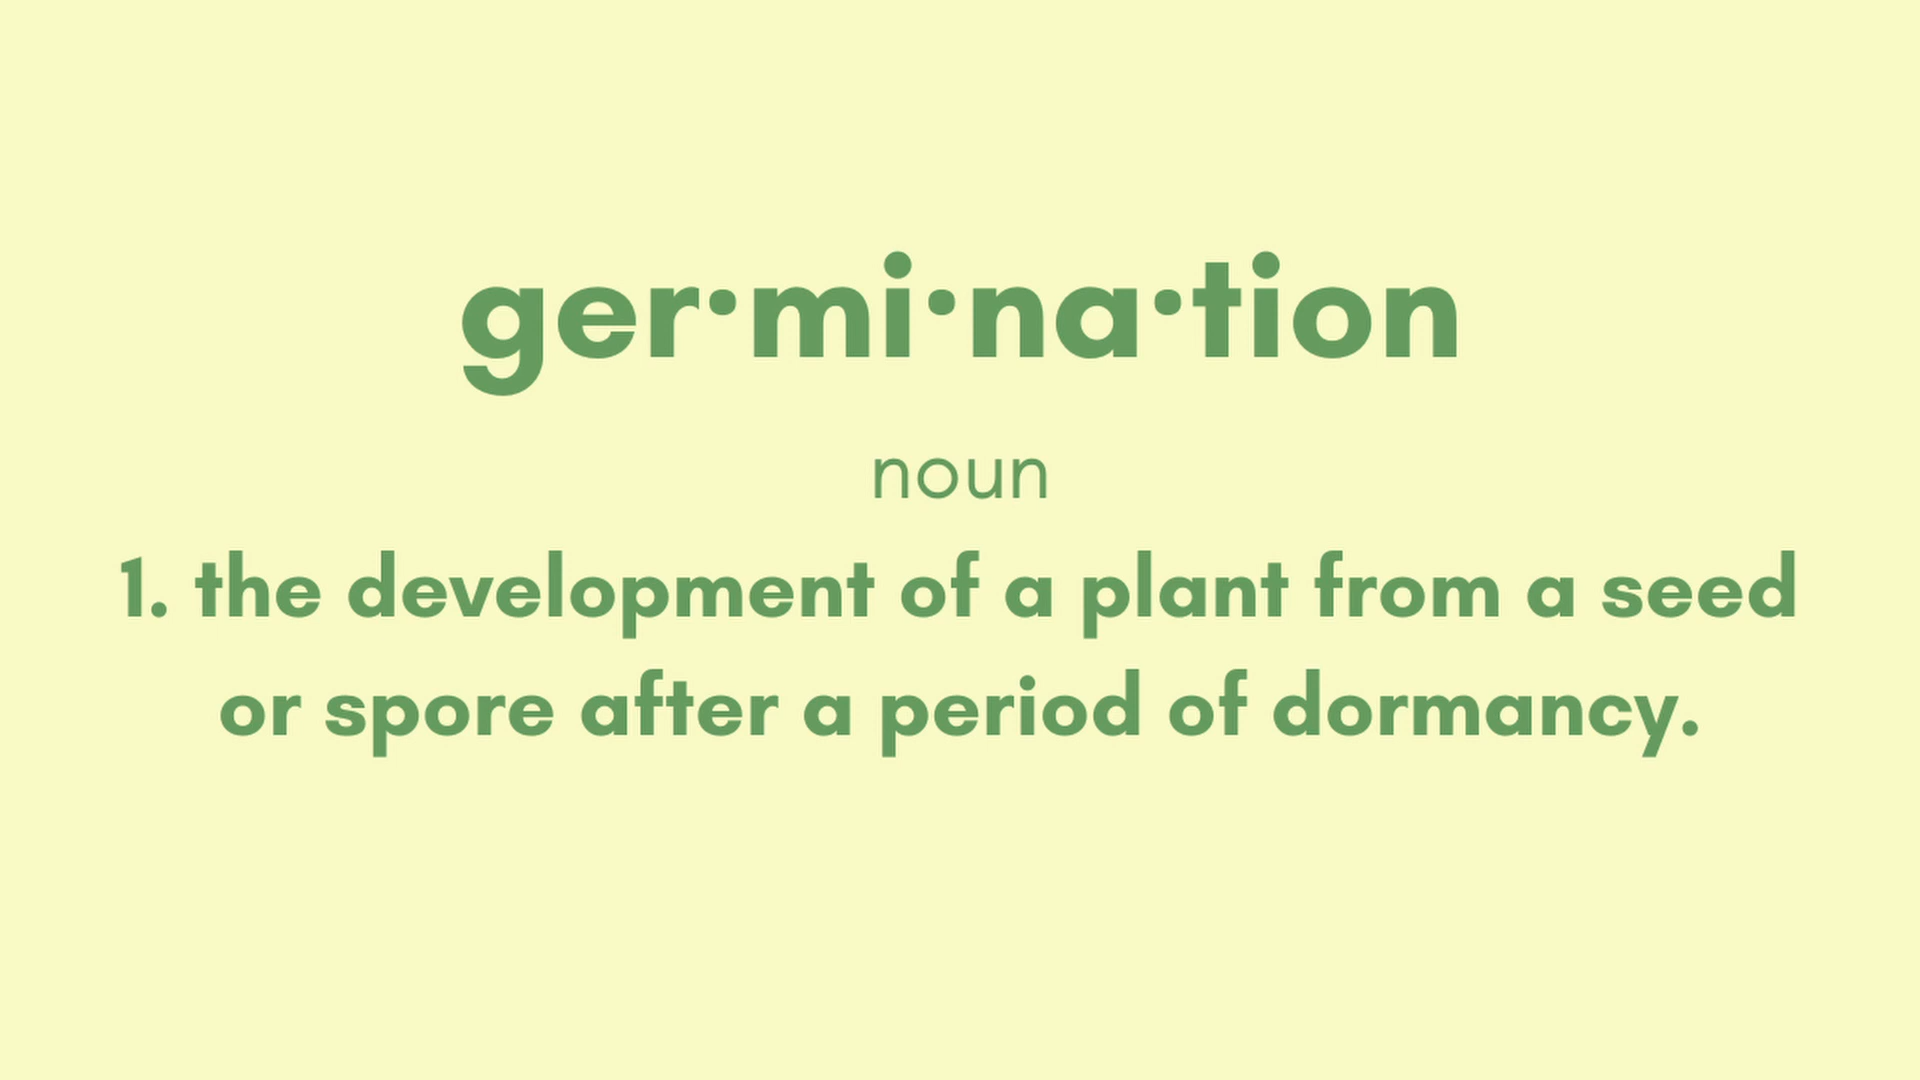 ger·mi·na·tion
noun
1. the development of a plant from a seed
or spore after a period of dormancy.